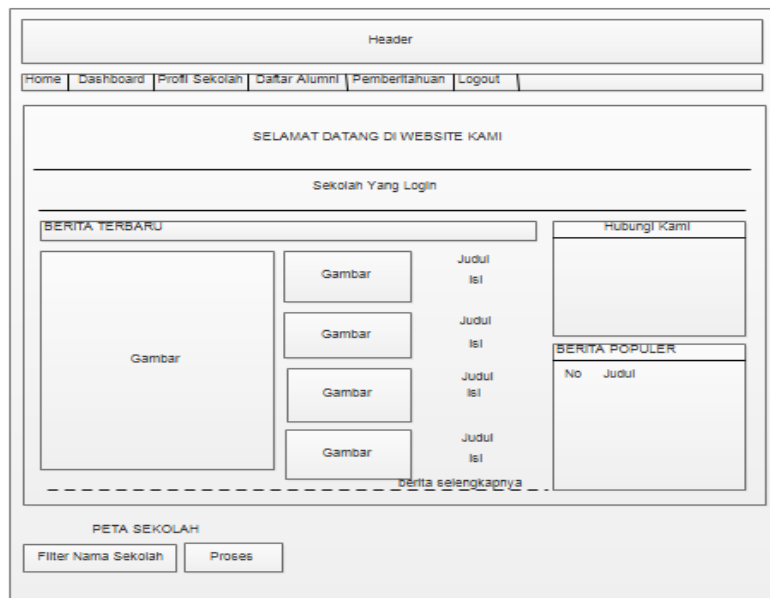 Header
Home Dashboard Profil Sekolah Daftar Alumni Pemberitahuan Logout
SELAMAT DATANG DI WEBSITE KAMI
Sekolah Yang Login
BERITA TERBARU
Gambar
Gambar
Judul
Isi
Gambar
Judul
Isi
Gambar
Judul
Isi
Gambar
Judul
Isi
berita selengkapnya
Hubungi Kami
BERITA POPULER
No Judul
PETA SEKOLAH
Filter Nama Sekolah Proses